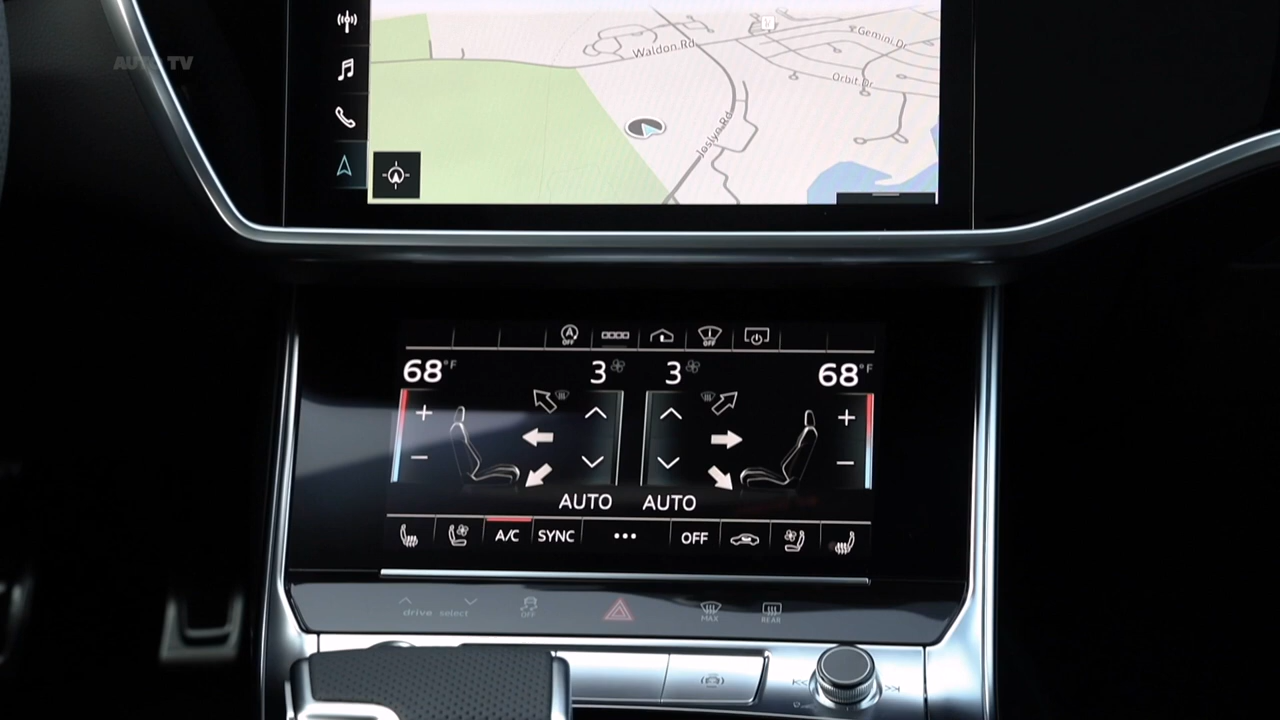 AUTO TV
Waldon Rd
Gemini Dr
Orbit Dr
Joslyn Rd
A OFF OFF
68°F 3 3 68°F
AUTO AUTO
A/C SYNC ••• OFF
drive select OFF MAX REAR